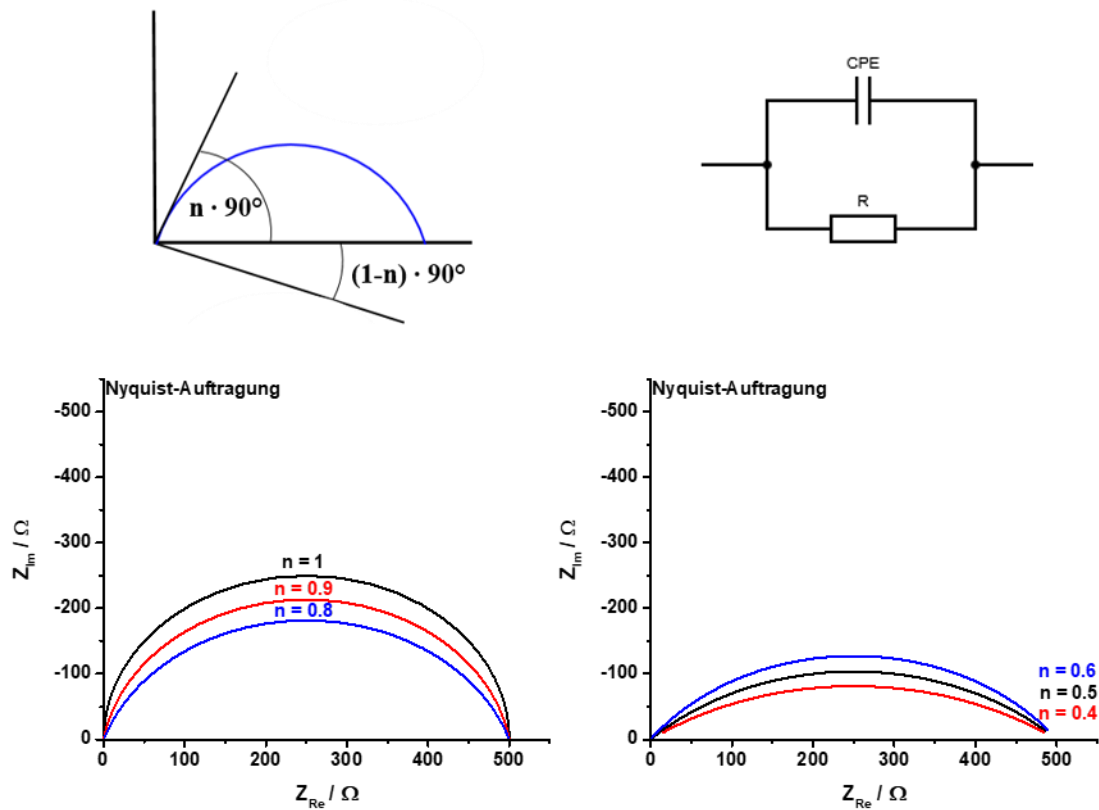 n · 90°
(1-n) · 90°
CPE
R
Nyquist-Auftragung
-500
-400
-300
-200
-100
0
Z_Im / Ω
n = 1
n = 0.9
n = 0.8
0
100
200
300
400
500
Z_Re / Ω
Nyquist-Auftragung
-500
-400
-300
-200
-100
0
Z_Im / Ω
n = 0.6
n = 0.5
n = 0.4
0
100
200
300
400
500
Z_Re / Ω